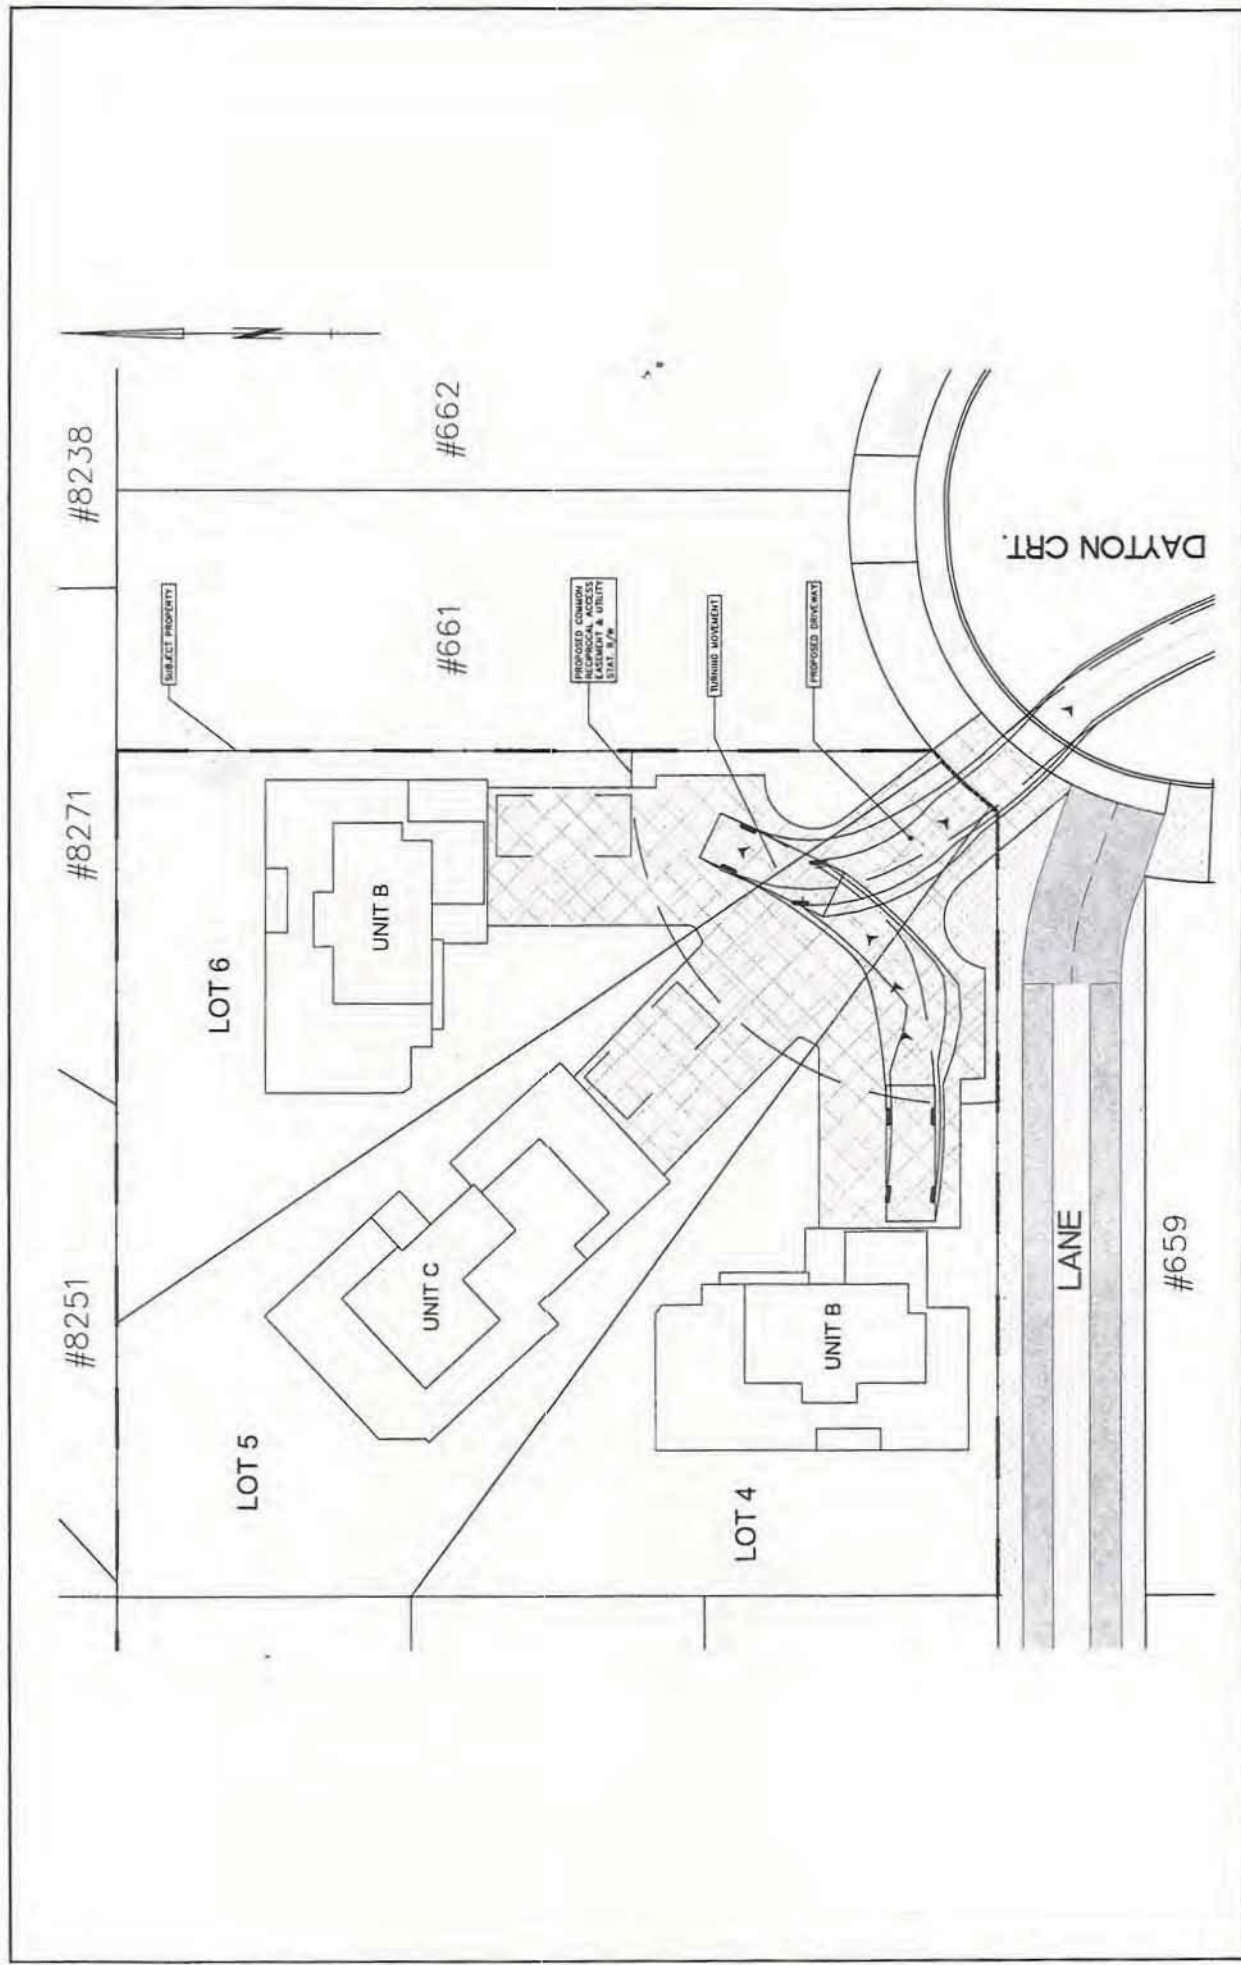 #8251
#8271
#8238
SUBJECT PROPERTY
LOT 5
LOT 6
UNIT B
UNIT C
#661
#662
PROPOSED COMMON
RECIPROCAL ACCESS
EASEMENT & UTILITY
STAT. R/W
TURNING MOVEMENT
PROPOSED DRIVEWAY
LOT 4
UNIT B
DAYTON CRT.
LANE
#659
N